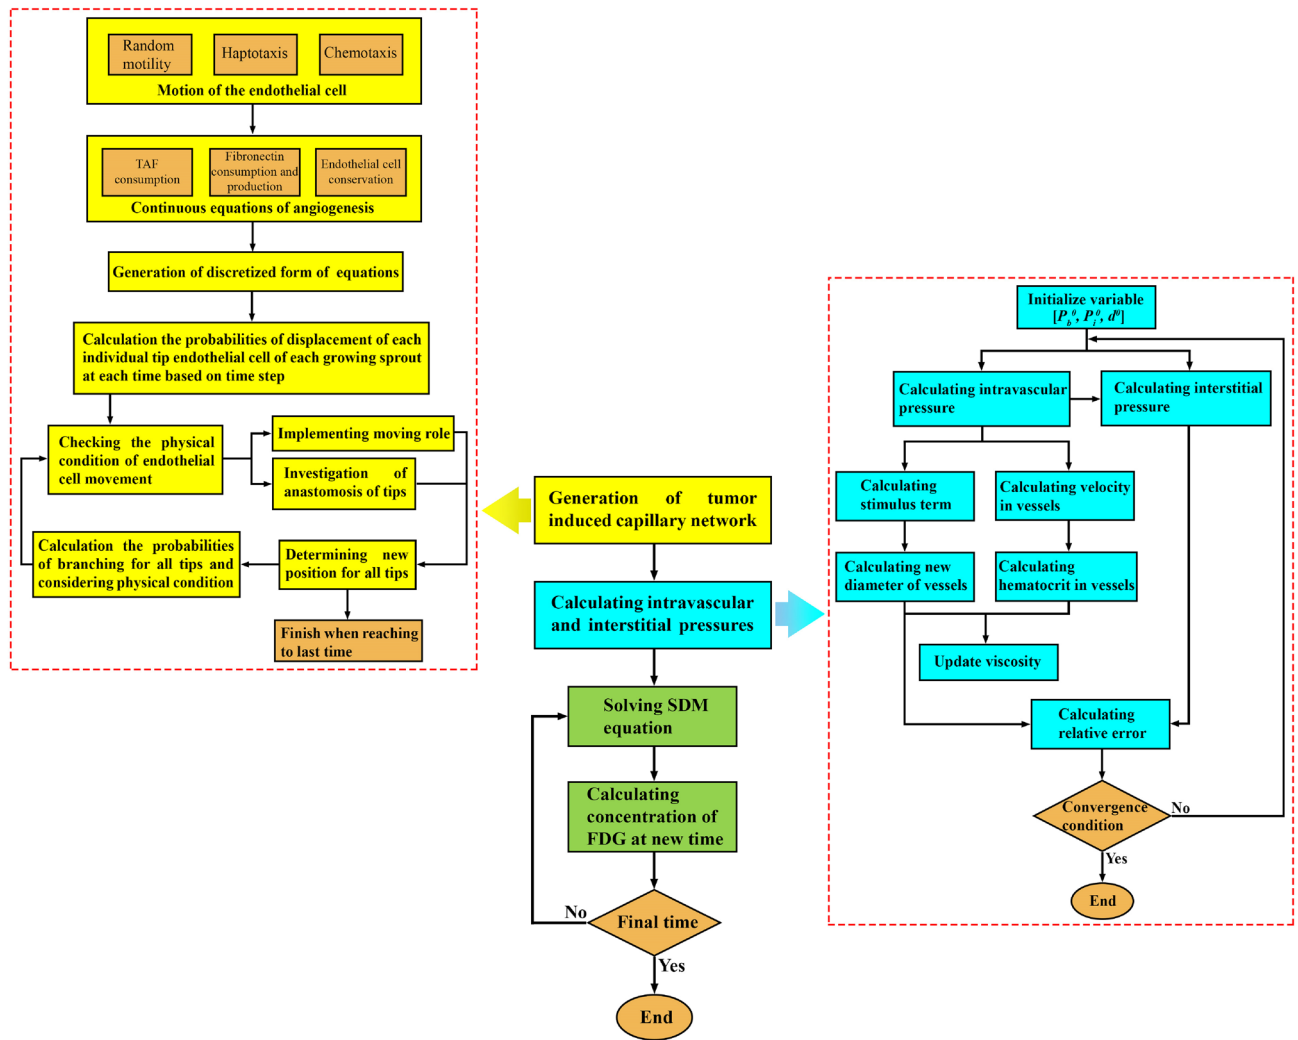 Random
motility
Haptotaxis
Chemotaxis
Motion of the endothelial cell
TAF
consumption
Fibronectin
consumption and
production
Endothelial cell
conservation
Continuous equations of angiogenesis
Generation of discretized form of equations
Calculation the probabilities of displacement of each
individual tip endothelial cell of each growing sprout
at each time based on time step
Checking the physical
condition of endothelial
cell movement
Implementing moving role
Investigation of
anastomosis of tips
Calculation the probabilities
of branching for all tips and
considering physical condition
Determining new
position for all tips
Finish when reaching
to last time
Generation of tumor
induced capillary network
Calculating intravascular
and interstitial pressures
Solving SDM
equation
Calculating
concentration of
FDG at new time
No
Final time
Yes
End
Initialize variable
[P_b^0, P_i^0, d^0]
Calculating intravascular
pressure
Calculating interstitial
pressure
Calculating
stimulus term
Calculating velocity
in vessels
Calculating new
diameter of vessels
Calculating
hematocrit in vessels
Update viscosity
Calculating
relative error
Convergence
condition
No
Yes
End